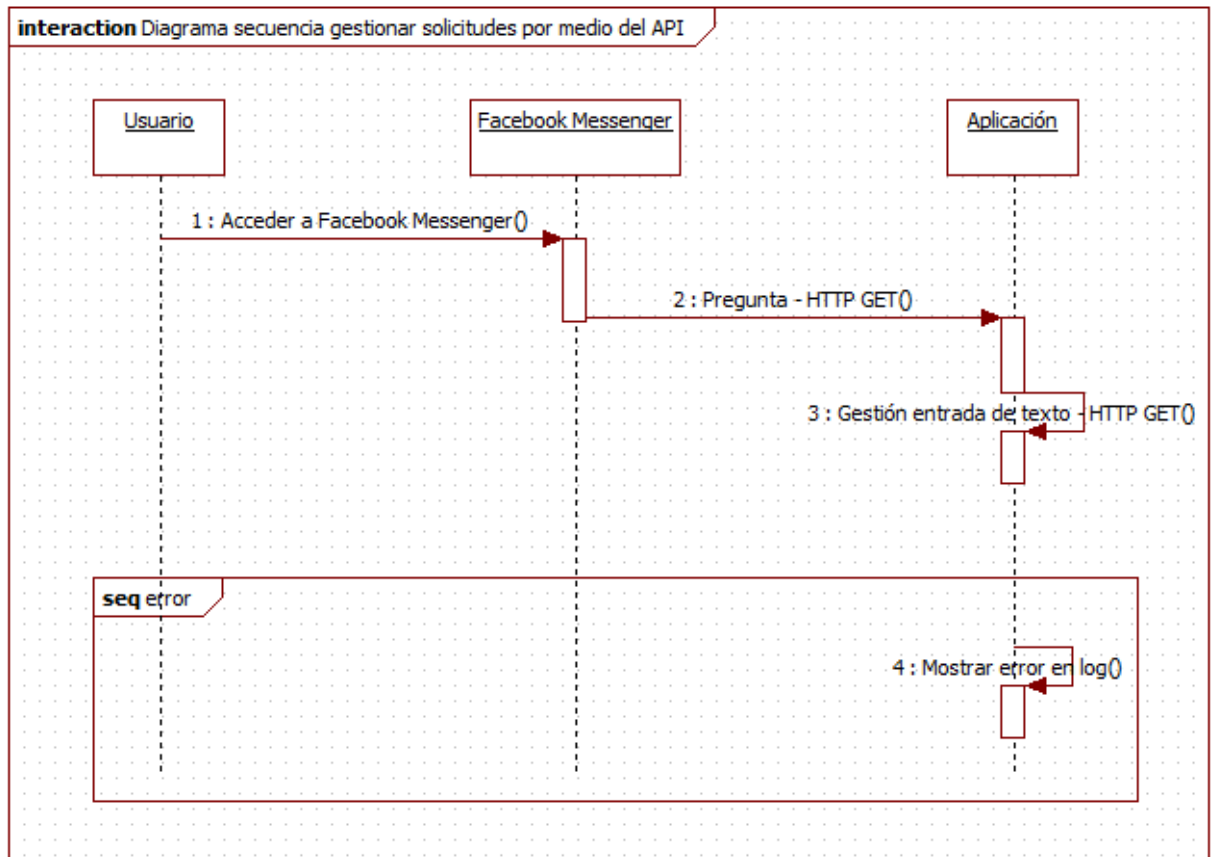 interaction Diagrama secuencia gestionar solicitudes por medio del API
Usuario
Facebook Messenger
Aplicación
1 : Acceder a Facebook Messenger()
2 : Pregunta - HTTP GET()
3 : Gestión entrada de texto - HTTP GET()
seq error
4 : Mostrar error en log()